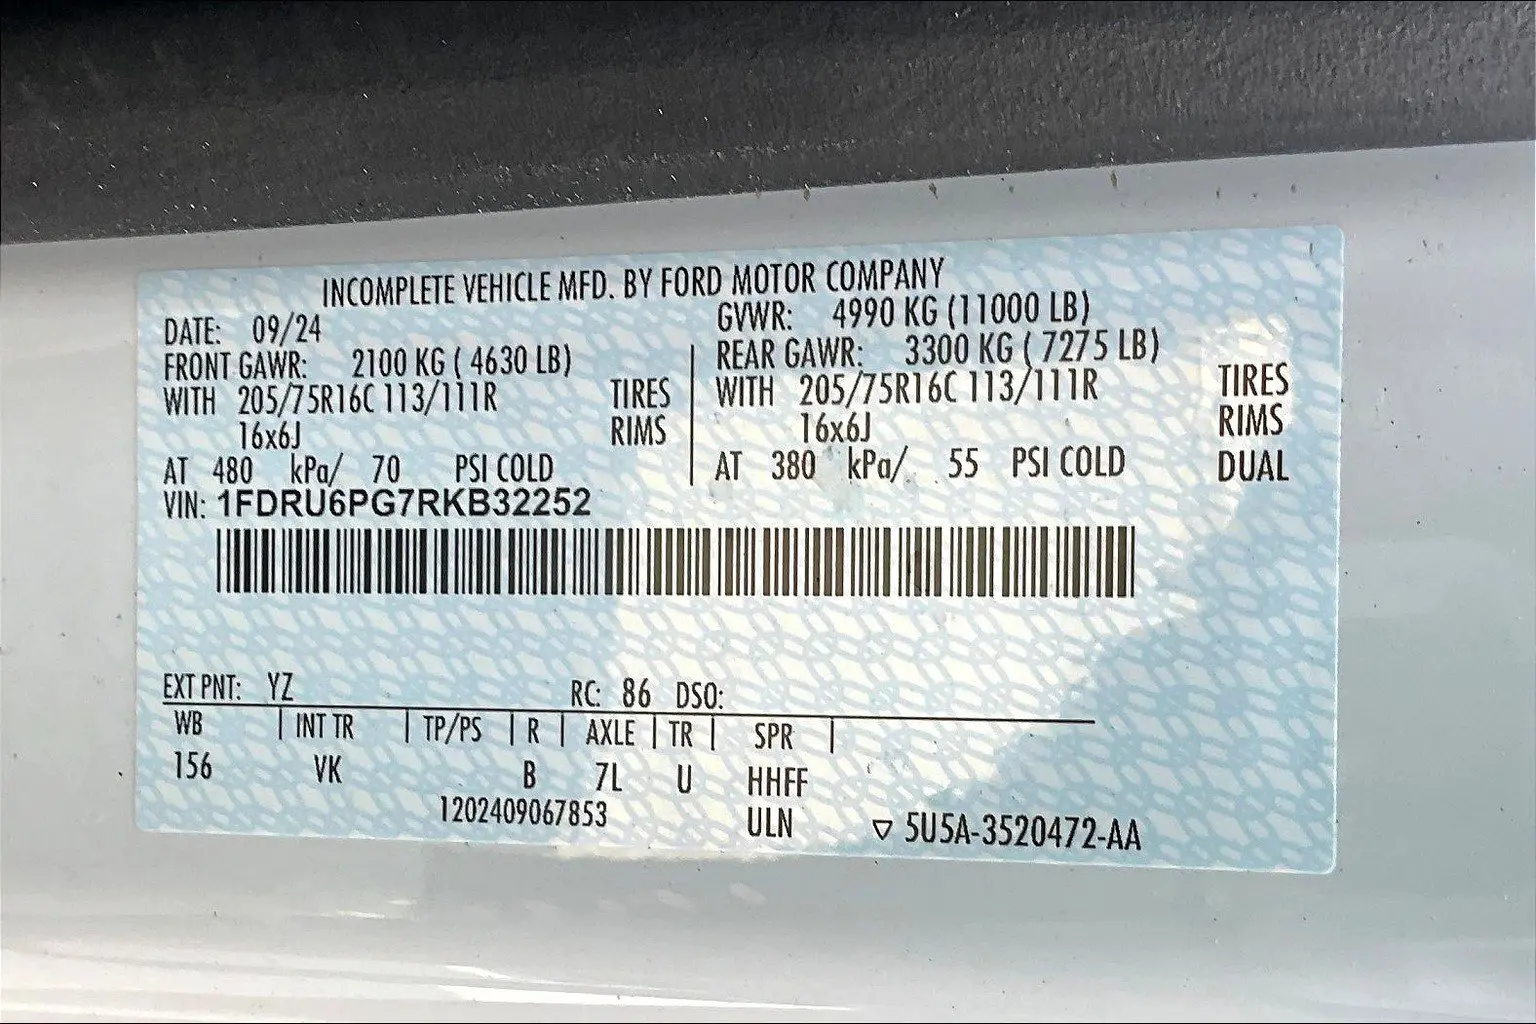 INCOMPLETE VEHICLE MFD. BY FORD MOTOR COMPANY
DATE: 09/24 GVWR: 4990 KG (11000 LB)
FRONT GAWR: 2100 KG ( 4630 LB) REAR GAWR: 3300 KG ( 7275 LB)
WITH 205/75R16C 113/111R TIRES WITH 205/75R16C 113/111R TIRES
16x6J RIMS 16x6J RIMS
AT 480 kPa/ 70 PSI COLD AT 380 kPa/ 55 PSI COLD DUAL
VIN: 1FDRU6PG7RKB32252
EXT PNT: YZ RC: 86 DSO:
WB INT TR TP/PS R AXLE TR SPR
156 VK B 7L U HHFF
1202409067853 ULN ▽ 5U5A-3520472-AA